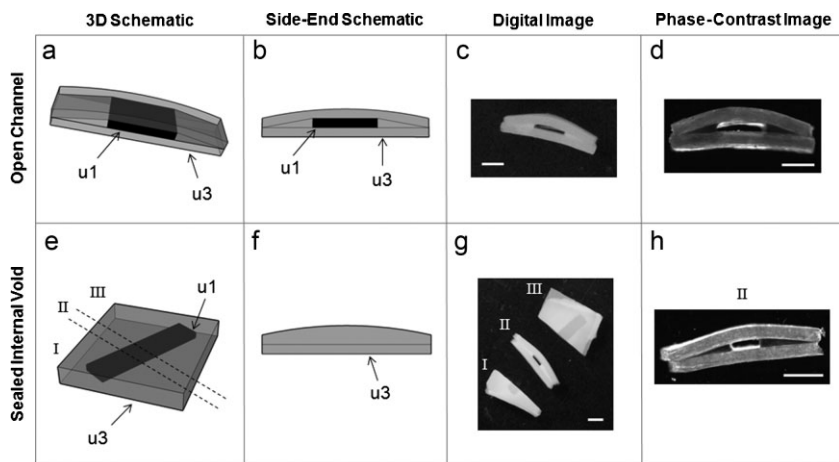 3D Schematic
Side-End Schematic
Digital Image
Phase-Contrast Image
Open Channel
a
u1
u3
b
u1
u3
c
d
Sealed Internal Void
e
III
II
I
u1
u3
f
u3
g
III
II
I
h
II